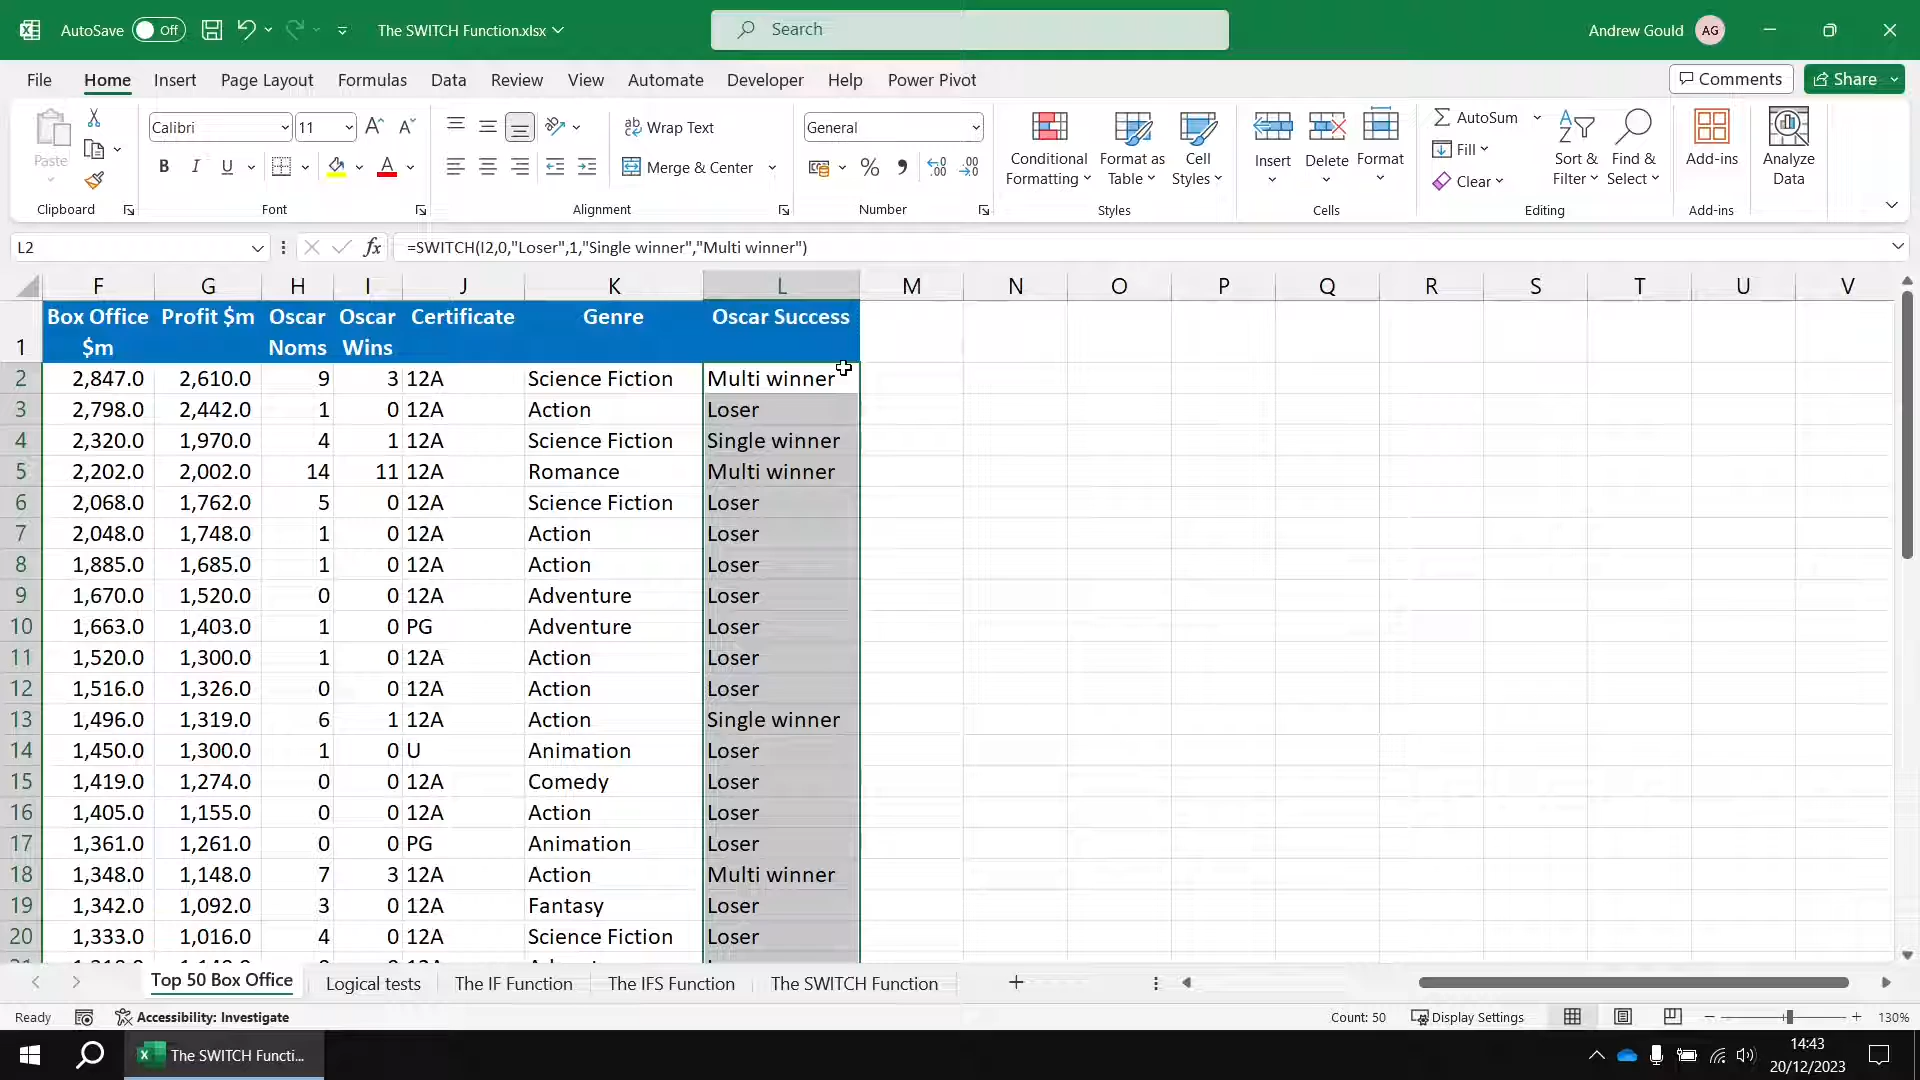 AutoSave Off The SWITCH Function.xlsx Search Andrew Gould AG
File Home Insert Page Layout Formulas Data Review View Automate Developer Help Power Pivot Comments Share
Paste Calibri 11 Wrap Text General Conditional Formatting Format as Table Cell Styles Insert Delete Format AutoSum Fill Clear Sort & Filter Find & Select Add-ins Analyze Data
B I U Merge & Center %
Clipboard Font Alignment Number Styles Cells Editing Add-ins
L2 fx =SWITCH(I2,0,"Loser",1,"Single winner","Multi winner")
F G H I J K L M N O P Q R S T U V
1 Box Office $m Profit $m Oscar Noms Oscar Wins Certificate Genre Oscar Success
2 2,847.0 2,610.0 9 3 12A Science Fiction Multi winner
3 2,798.0 2,442.0 1 0 12A Action Loser
4 2,320.0 1,970.0 4 1 12A Science Fiction Single winner
5 2,202.0 2,002.0 14 11 12A Romance Multi winner
6 2,068.0 1,762.0 5 0 12A Science Fiction Loser
7 2,048.0 1,748.0 1 0 12A Action Loser
8 1,885.0 1,685.0 1 0 12A Action Loser
9 1,670.0 1,520.0 0 0 12A Adventure Loser
10 1,663.0 1,403.0 1 0 PG Adventure Loser
11 1,520.0 1,300.0 1 0 12A Action Loser
12 1,516.0 1,326.0 0 0 12A Action Loser
13 1,496.0 1,319.0 6 1 12A Action Single winner
14 1,450.0 1,300.0 1 0 U Animation Loser
15 1,419.0 1,274.0 0 0 12A Comedy Loser
16 1,405.0 1,155.0 0 0 12A Action Loser
17 1,361.0 1,261.0 0 0 PG Animation Loser
18 1,348.0 1,148.0 7 3 12A Action Multi winner
19 1,342.0 1,092.0 3 0 12A Fantasy Loser
20 1,333.0 1,016.0 4 0 12A Science Fiction Loser
Top 50 Box Office Logical tests The IF Function The IFS Function The SWITCH Function
Ready Accessibility: Investigate Count: 50 Display Settings 130%
The SWITCH Functi... 14:43
20/12/2023